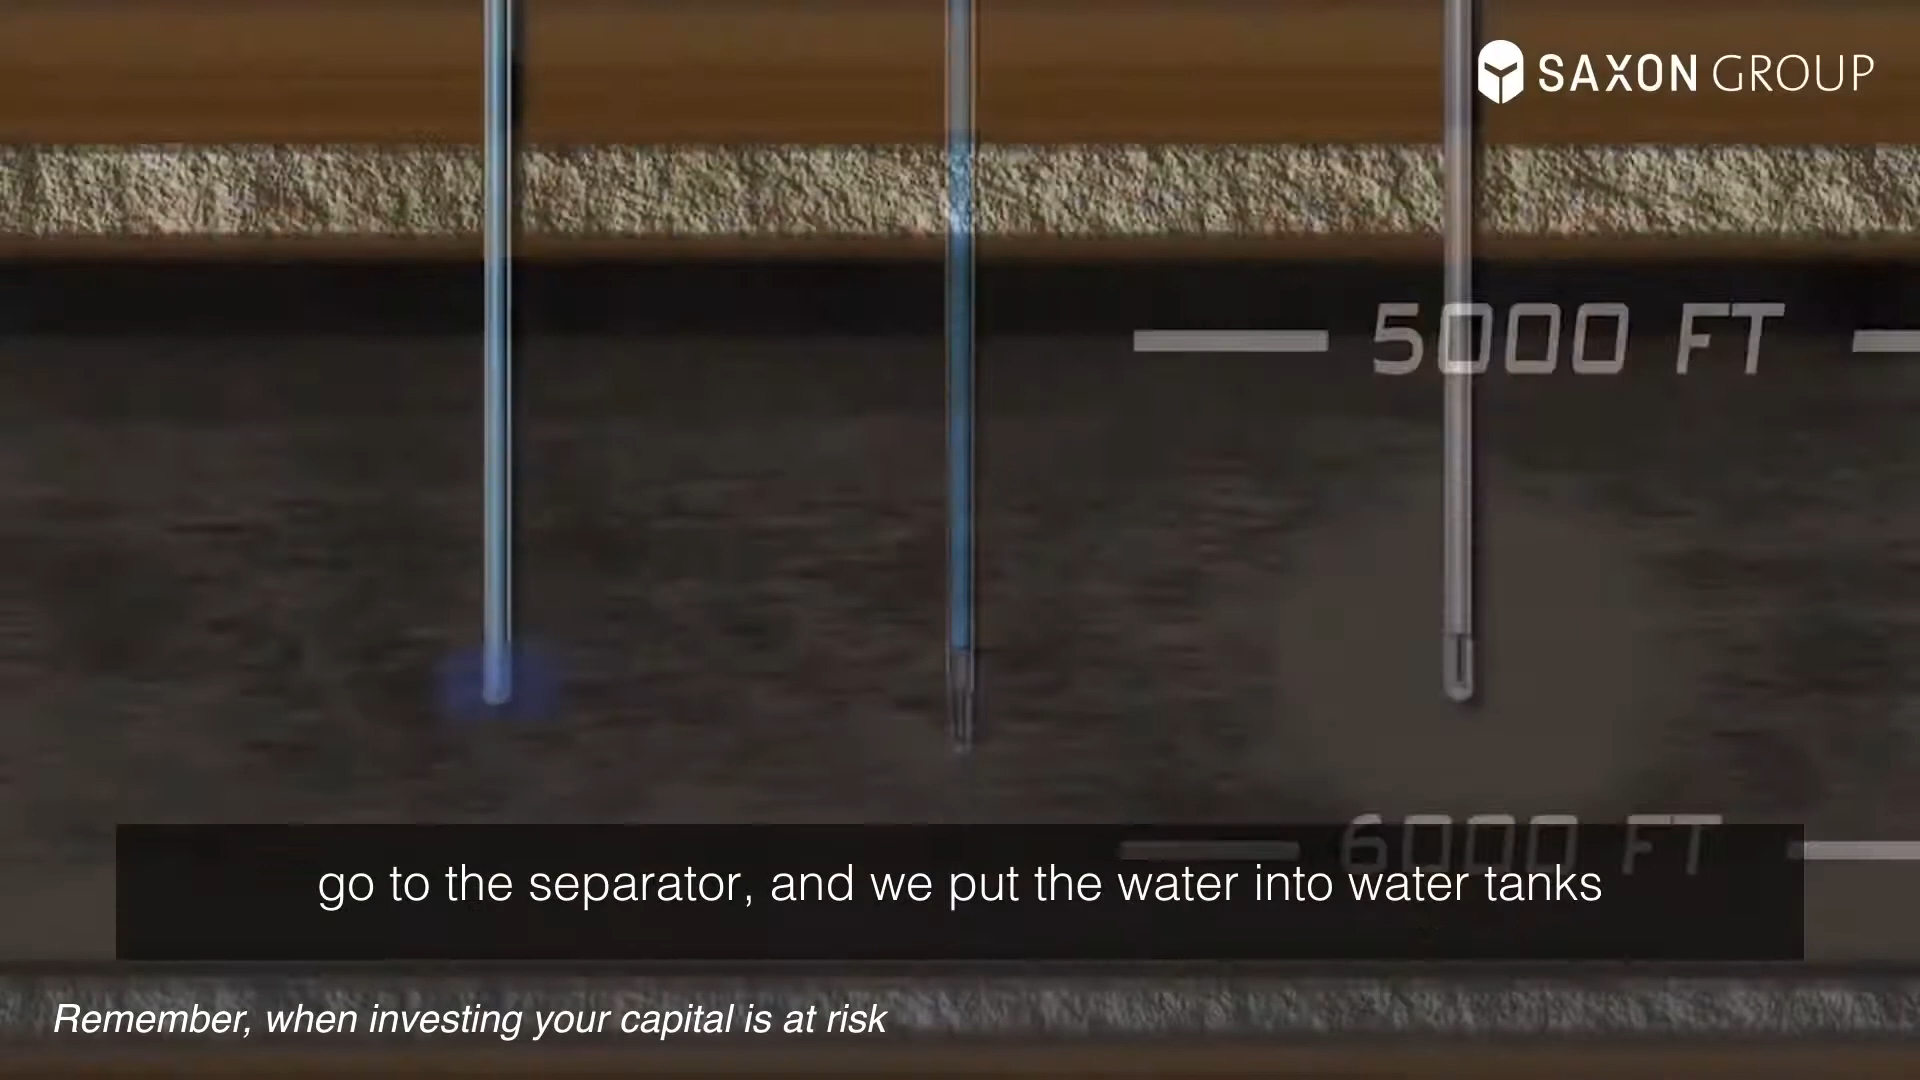 SAXON GROUP
5000 FT
6000 FT
go to the separator, and we put the water into water tanks
Remember, when investing your capital is at risk